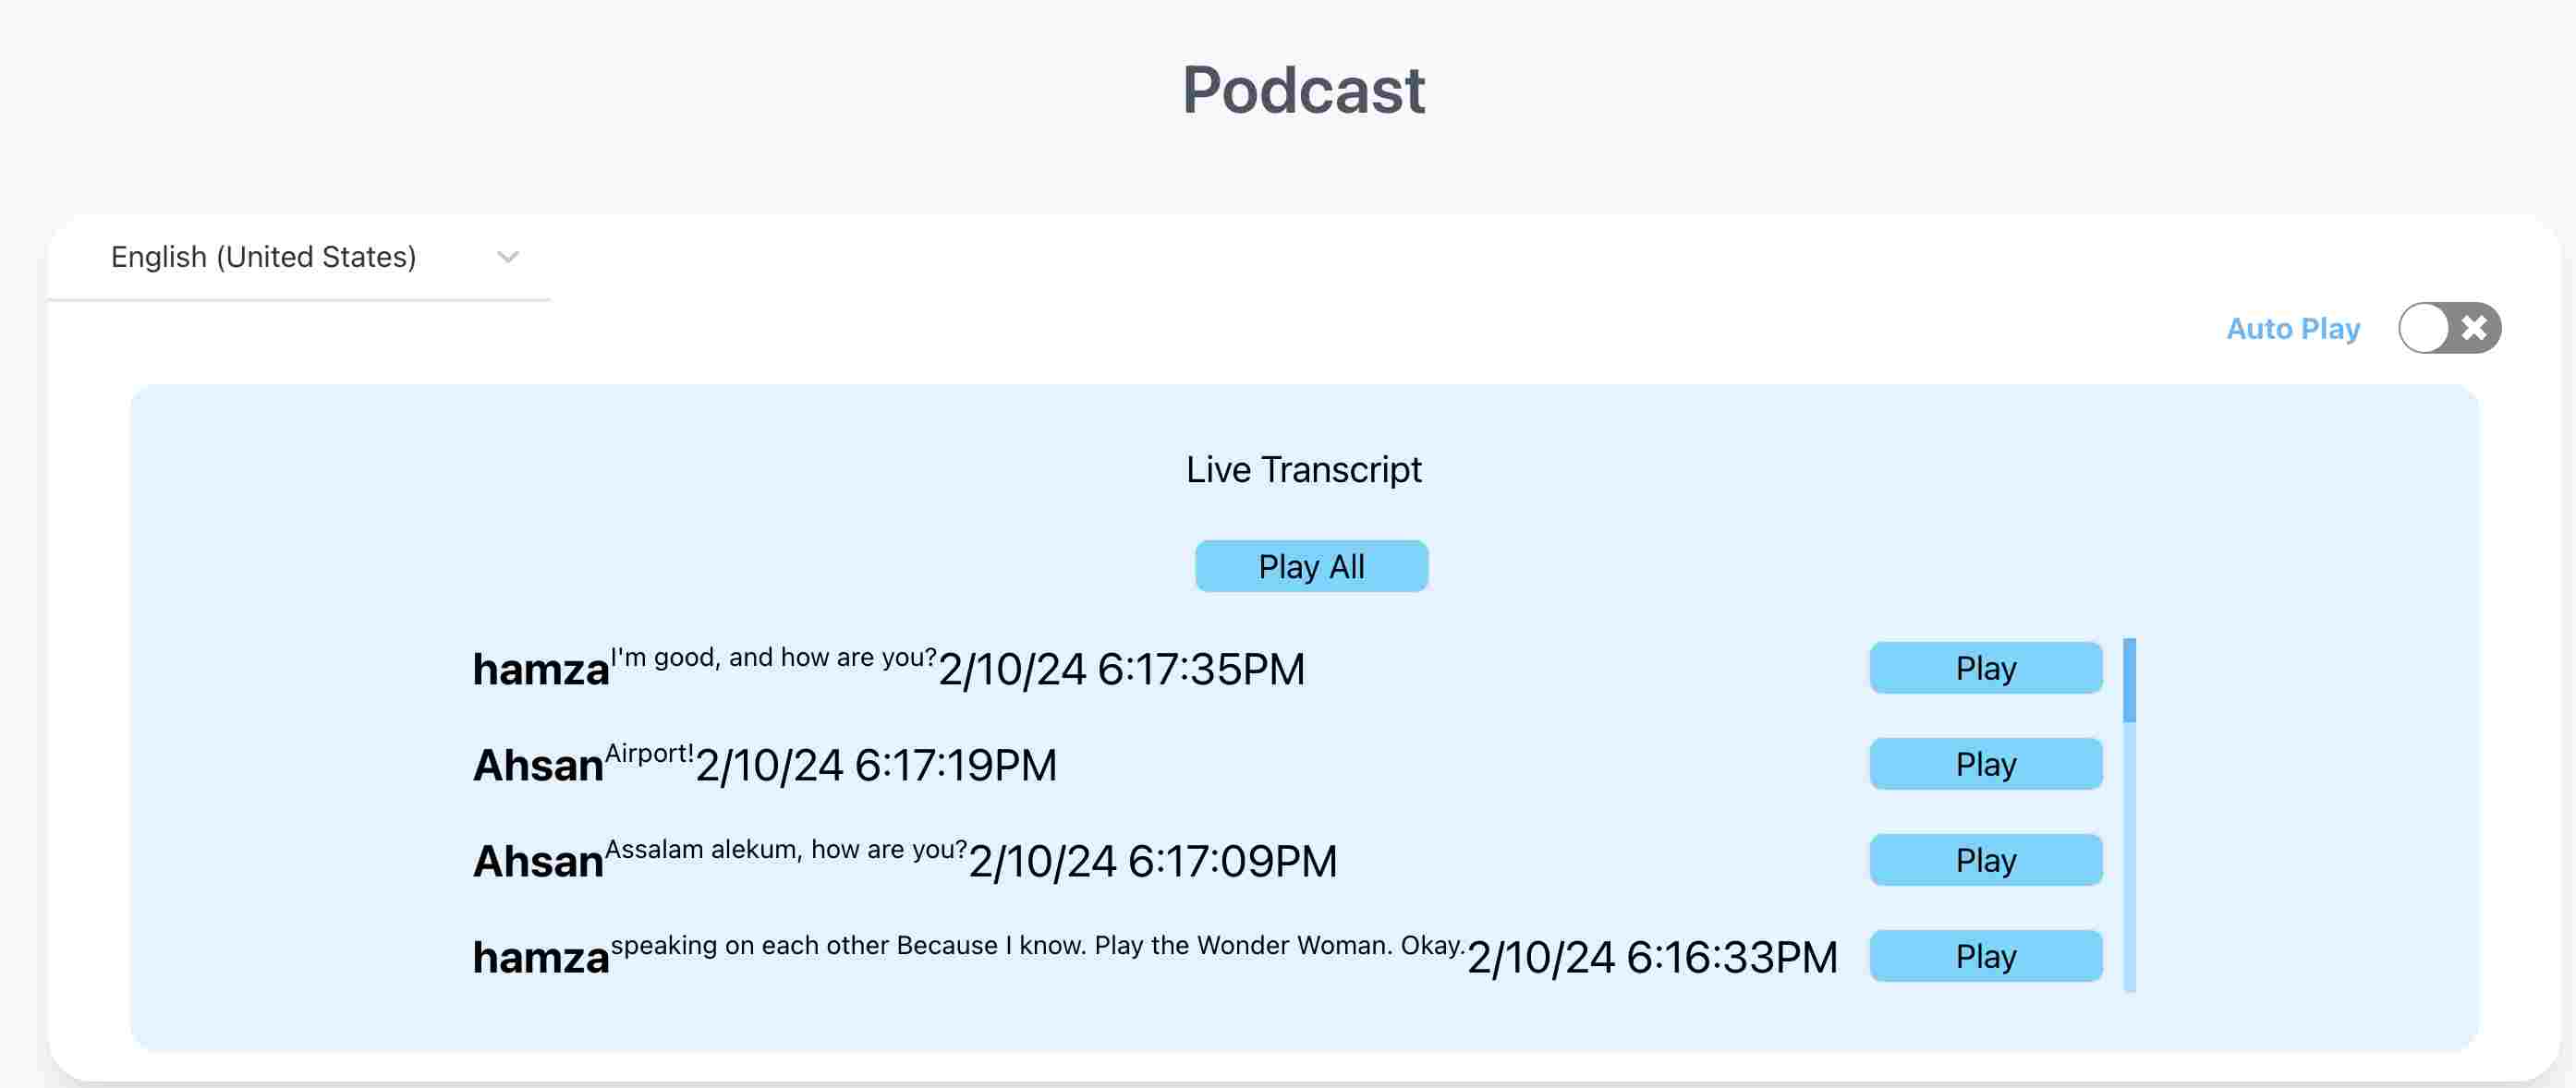 Podcast
English (United States)
Auto Play
Live Transcript
Play All
hamza I'm good, and how are you? 2/10/24 6:17:35PM Play
Ahsan Airport! 2/10/24 6:17:19PM Play
Ahsan Assalam alekum, how are you? 2/10/24 6:17:09PM Play
hamza speaking on each other Because I know. Play the Wonder Woman. Okay. 2/10/24 6:16:33PM Play